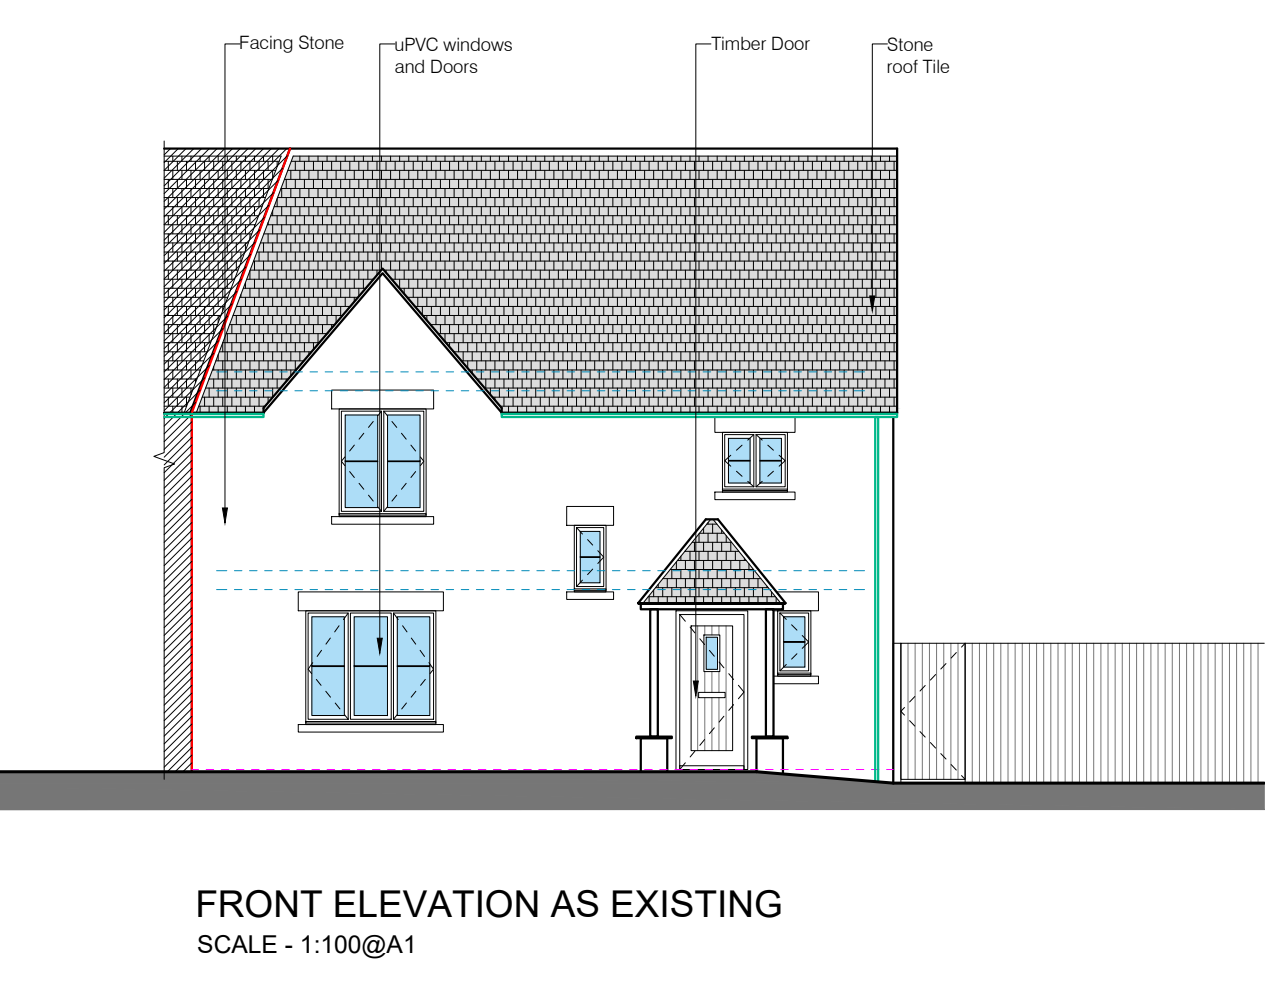 Facing Stone
uPVC windows
and Doors
Timber Door
Stone
roof Tile
FRONT ELEVATION AS EXISTING
SCALE - 1:100@A1